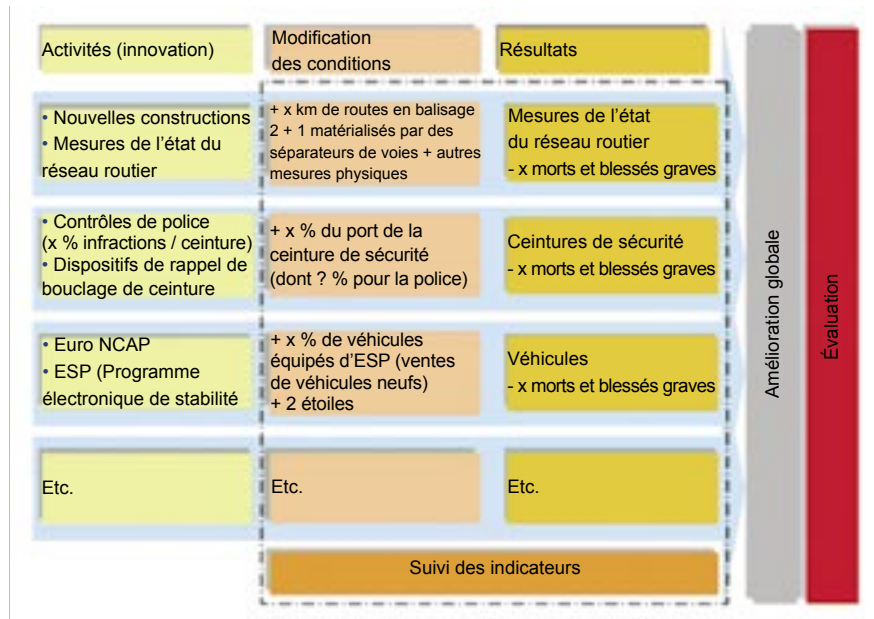 Activités (innovation)
Modification
des conditions
Résultats
• Nouvelles constructions
• Mesures de l'état du
réseau routier
+ x km de routes en balisage
2 + 1 matérialisés par des
séparateurs de voies + autres
mesures physiques
Mesures de l'état
du réseau routier
- x morts et blessés graves
• Contrôles de police
(x % infractions / ceinture)
• Dispositifs de rappel de
bouclage de ceinture
+ x % du port de la
ceinture de sécurité
(dont ? % pour la police)
Ceintures de sécurité
- x morts et blessés graves
• Euro NCAP
• ESP (Programme
électronique de stabilité
+ x % de véhicules
équipés d'ESP (ventes
de véhicules neufs)
+ 2 étoiles
Véhicules
- x morts et blessés graves
Etc.
Etc.
Etc.
Suivi des indicateurs
Amélioration globale
Évaluation